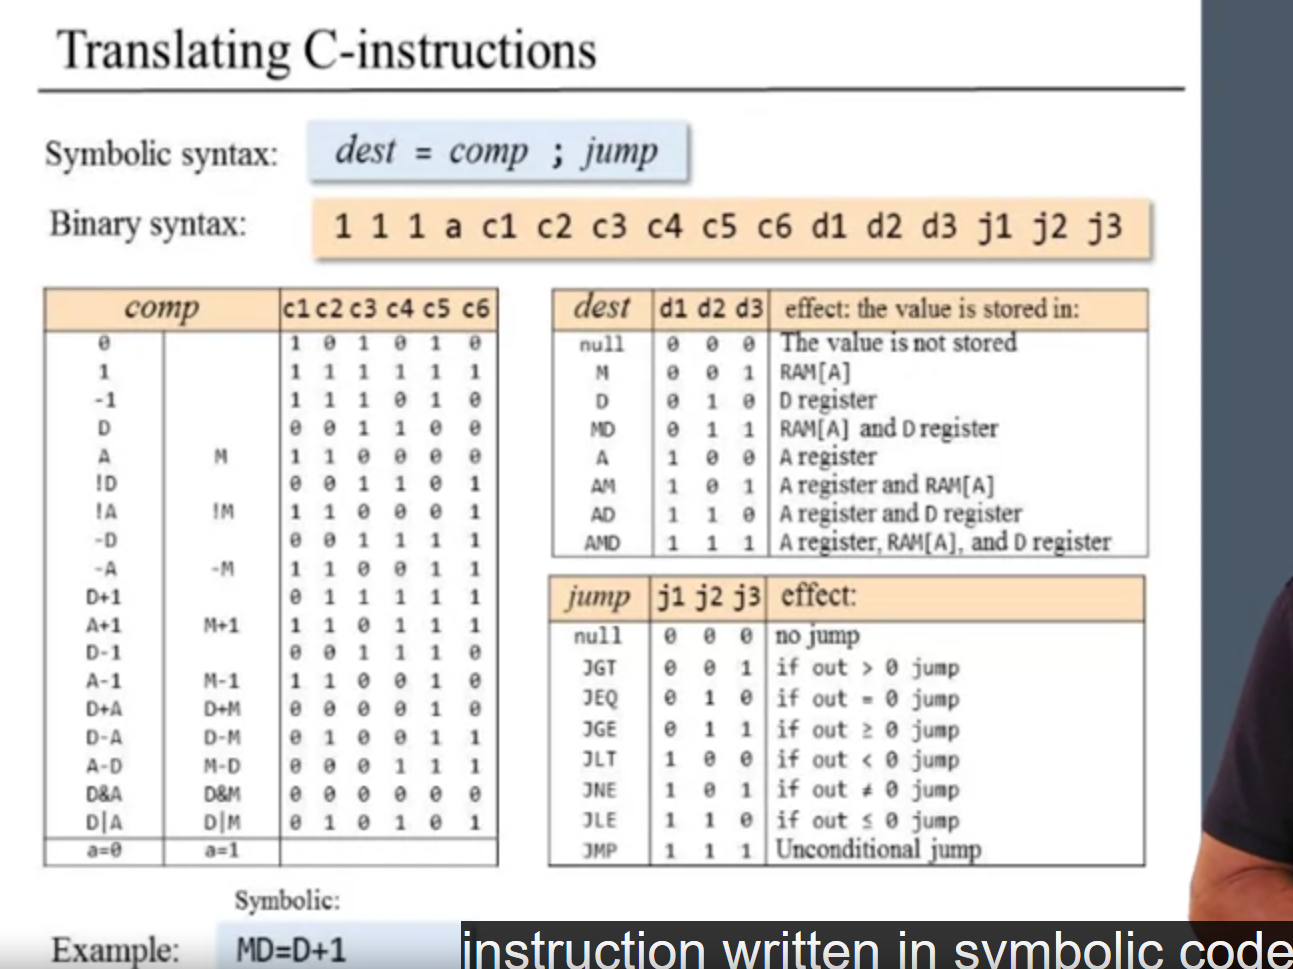 Translating C-instructions
Symbolic syntax: dest = comp ; jump
Binary syntax: 1 1 1 a c1 c2 c3 c4 c5 c6 d1 d2 d3 j1 j2 j3
comp c1 c2 c3 c4 c5 c6
0 1 0 1 0 1 0
1 1 1 1 1 1 1
-1 1 1 1 0 1 0
D 0 0 1 1 0 0
A M 1 1 0 0 0 0
!D 0 0 1 1 0 1
!A !M 1 1 0 0 0 1
-D 0 0 1 1 1 1
-A -M 1 1 0 0 1 1
D+1 0 1 1 1 1 1
A+1 M+1 1 1 0 1 1 1
D-1 0 0 1 1 1 0
A-1 M-1 1 1 0 0 1 0
D+A D+M 0 0 0 0 1 0
D-A D-M 0 1 0 0 1 1
A-D M-D 0 0 0 1 1 1
D&A D&M 0 0 0 0 0 0
D|A D|M 0 1 0 1 0 1
a=0 a=1
dest d1 d2 d3 effect: the value is stored in:
null 0 0 0 The value is not stored
M 0 0 1 RAM[A]
D 0 1 0 D register
MD 0 1 1 RAM[A] and D register
A 1 0 0 A register
AM 1 0 1 A register and RAM[A]
AD 1 1 0 A register and D register
AMD 1 1 1 A register, RAM[A], and D register
jump j1 j2 j3 effect:
null 0 0 0 no jump
JGT 0 0 1 if out > 0 jump
JEQ 0 1 0 if out = 0 jump
JGE 0 1 1 if out ≥ 0 jump
JLT 1 0 0 if out < 0 jump
JNE 1 0 1 if out ≠ 0 jump
JLE 1 1 0 if out ≤ 0 jump
JMP 1 1 1 Unconditional jump
Symbolic:
Example: MD=D+1
instruction written in symbolic code